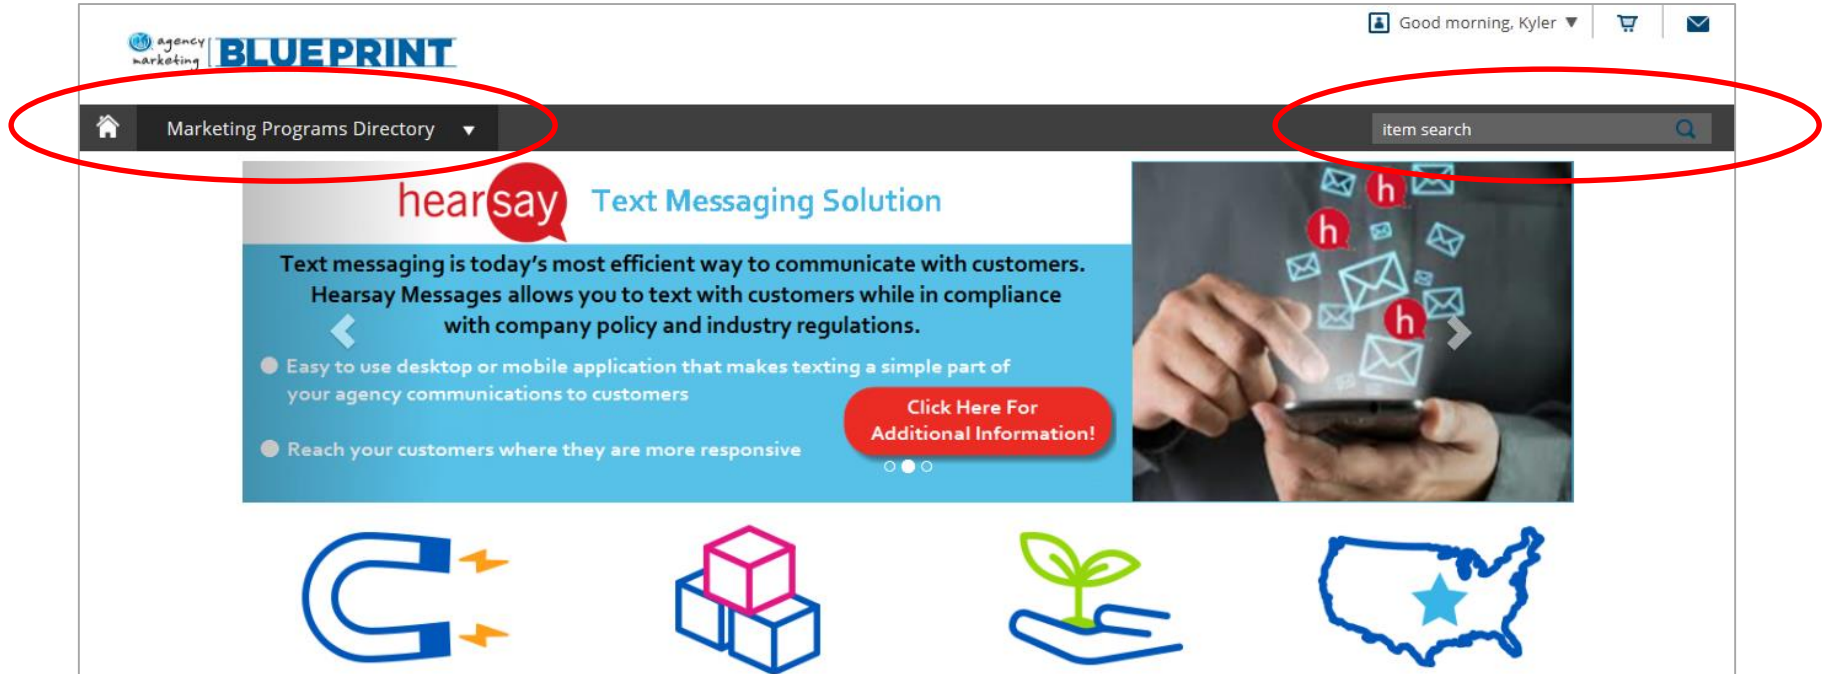 Good morning, Kyler
agency
marketing
BLUEPRINT
Marketing Programs Directory
item search
hearsay Text Messaging Solution
Text messaging is today's most efficient way to communicate with customers.
Hearsay Messages allows you to text with customers while in compliance
with company policy and industry regulations.
Easy to use desktop or mobile application that makes texting a simple part of
your agency communications to customers
Reach your customers where they are more responsive
Click Here For
Additional Information!
h
h
h